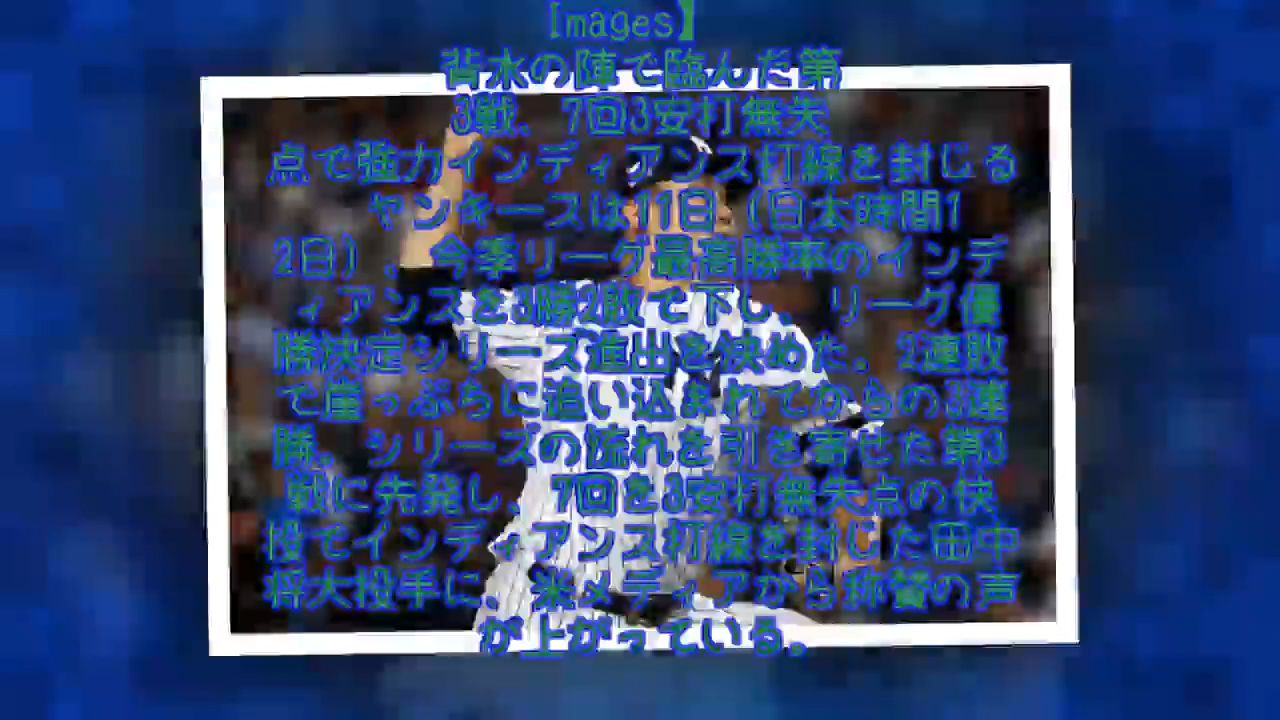 Images】
背水の陣で臨んだ第
3戦、7回3安打無失
点で強力インディアンス打線を封じる
ヤンキースは11日（日本時間1
2日）、今季リーグ最高勝率のインデ
ィアンスを3勝2敗で下し、リーグ優
勝決定シリーズ進出を決めた。2連敗
で崖っぷちに追い込まれてからの3連
勝。シリーズの流れを引き寄せた第3
戦に先発し、7回を3安打無失点の快
投でインディアンス打線を封じた田中
将大投手に、米メディアから称賛の声
が上がっている。